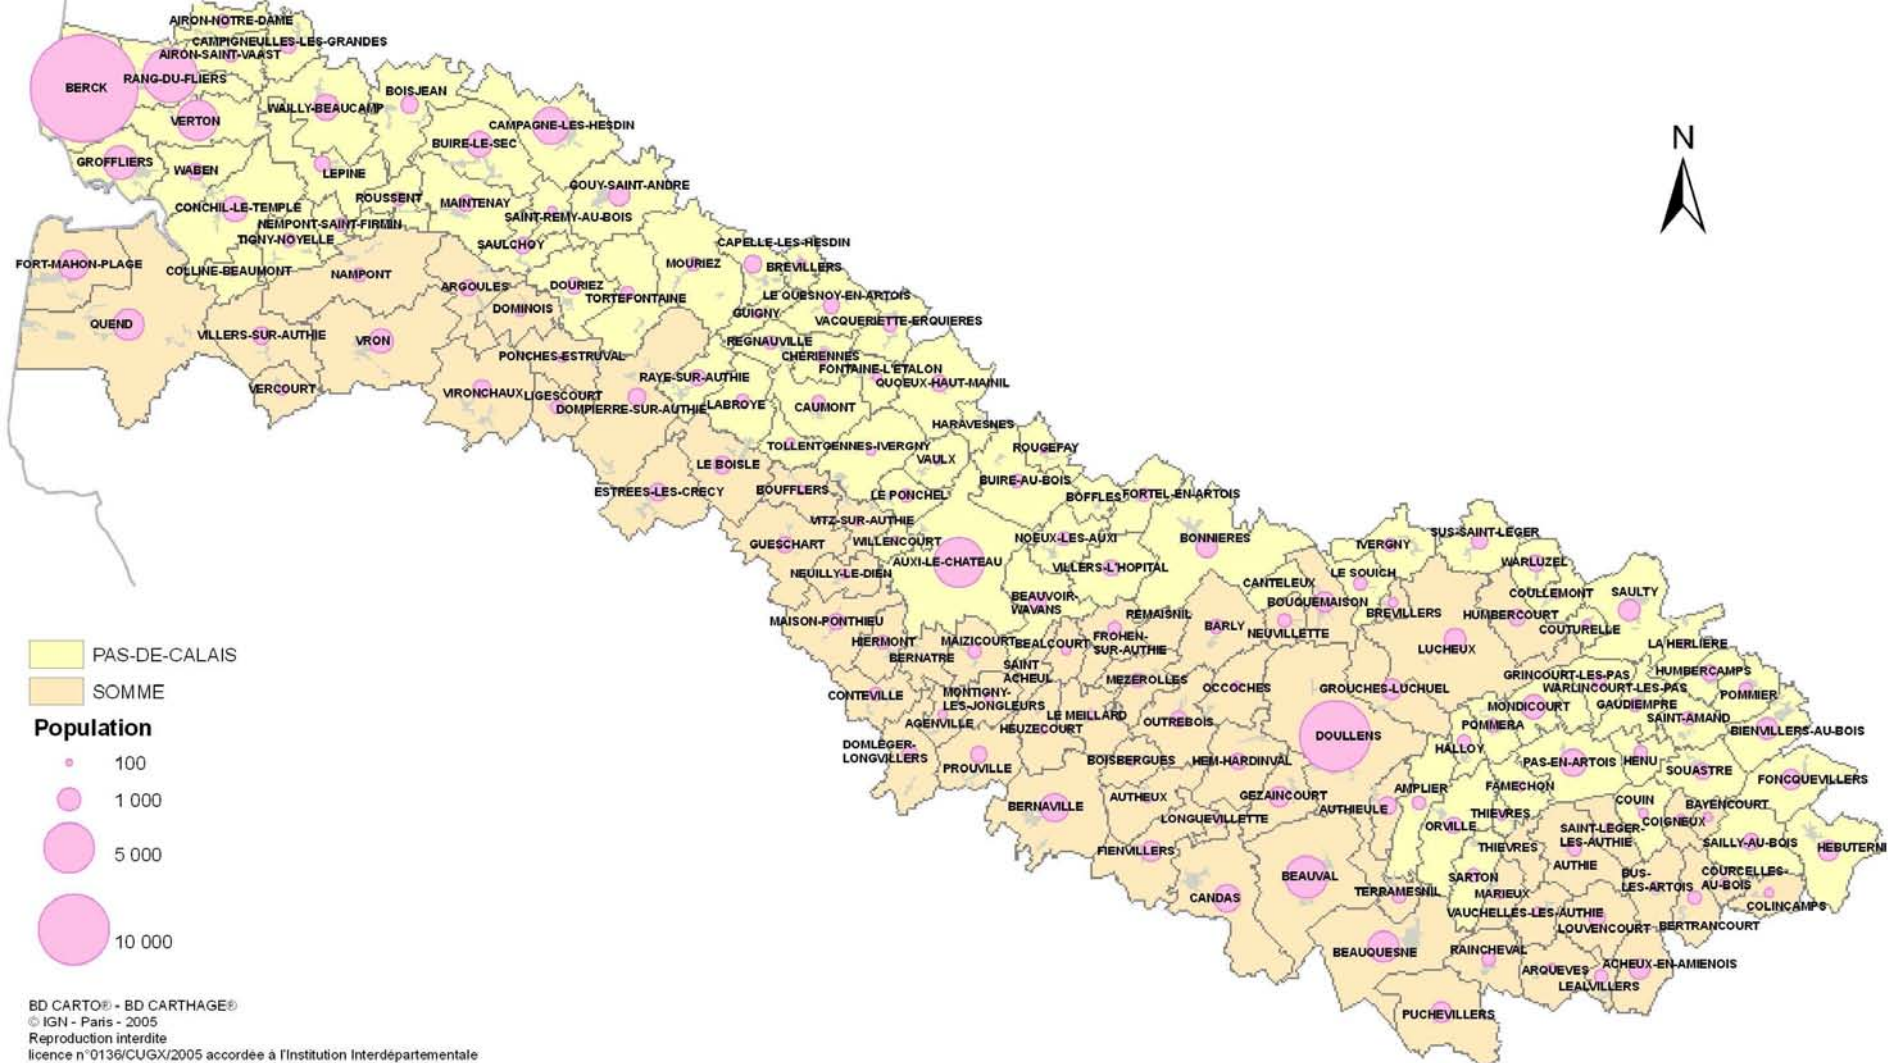 AIRON-NOTRE-DAME
CAMPIGNEULLES-LES-GRANDES
AIRON-SAINT-VAAST
RANG-DU-FLIERS
BERCK
BOISJEAN
WAILLY-BEAUCAMP
VERTON
CAMPAGNE-LES-HESDIN
N
BUIRE-LE-SEC
GROFFLIERS
WABEN
LEPINE
GOUY-SAINT-ANDRE
ROUSSENT
MAINTENAY
CONCHIL-LE-TEMPLE
SAINT-REMY-AU-BOIS
NEMPONT-SAINT-FIRMIN
TIGNY-NOYELLE
SAULCHOY
CAPELLE-LES-HESDIN
FORT-MAHON-PLAGE
MOURIEZ
BREVILLERS
COLLINE-BEAUMONT
NAMPONT
ARGOULES
DOURIEZ
TORTEFONTAINE
LE QUESNOY-EN-ARTOIS
DOMINOIS
GUIGNY
QUEND
VACQUERIETTE-ERQUIERES
VILLERS-SUR-AUTHIE
VRON
REGNAUVILLE
PONCHES-ESTRUVAL
CHERIENNES
FONTAINE-L'ETALON
RAYE-SUR-AUTHIE
QUOEUX-HAUT-MAINIL
VERCOURT
VIRONCHAUX
LIGESCOURT
DOMPIERRE-SUR-AUTHIE
LABROYE
CAUMONT
HARAVESNES
TOLLENT
GENNES-IVERGNY
ROUGEFAY
VAULX
LE BOISLE
BUIRE-AU-BOIS
ESTREES-LES-CRECY
BOUFFLERS
LE PONCHEL
BOFFLES
FORTEL-EN-ARTOIS
VITZ-SUR-AUTHIE
SUS-SAINT-LEGER
GUESCHART
WILLENCOURT
NOEUX-LES-AUXI
BONNIERES
IVERGNY
AUXI-LE-CHATEAU
WARLUZEL
NEUILLY-LE-DIEN
VILLERS-L'HOPITAL
LE SOUICH
CANTELEUX
COULLEMONT
SAULTY
BEAUVOIR-
WAVANS
BOUQUEMAISON
BREVILLERS
HUMBERCOURT
REMAISNIL
MAISON-PONTHIEU
BARLY
NEUVILLETTE
COUTURELLE
HIERMONT
MAIZICOURT
BEALCOURT
FROHEN-
SUR-AUTHIE
LUCHEUX
LA HERLIERE
BERNATRE
SAINT
ACHEUL
HUMBERCAMPS
GRINCOURT-LES-PAS
MEZEROLLES
OCCOCHES
GROUCHES-LUCHUEL
WARLINCOURT-LES-PAS
POMMIER
CONTEVILLE
MONTIGNY-
LES-JONGLEURS
MONDICOURT
GAUDIEMPRE
LE MEILLARD
OUTREBOIS
SAINT-AMAND
AGENVILLE
HEUZECOURT
POMMERA
BIENVILLERS-AU-BOIS
DOULLENS
DOMLEGER-
LONGVILLERS
HALLOY
BOISBERGUES
HEM-HARDINVAL
PAS-EN-ARTOIS
HENU
PROUVILLE
SOUASTRE
FONCQUEVILLERS
AMPLIER
FAMECHON
GEZAINCOURT
AUTHEUX
COUIN
BERNAVILLE
AUTHIEULE
BAYENCOURT
THIEVRES
LONGUEVILLETTE
COIGNEUX
ORVILLE
SAINT-LEGER-
LES-AUTHIE
SAILLY-AU-BOIS
FIENVILLERS
THIEVRES
HEBUTERN
AUTHIE
BEAUVAL
SARTON
BUS-
LES-ARTOIS
COURCELLES-
AU-BOIS
TERRAMESNIL
MARIEUX
CANDAS
COLINCAMPS
VAUCHELLES-LES-AUTHIE
LOUVENCOURT
BERTRANCOURT
BEAUQUESNE
RAINCHEVAL
ARQUEVES
ACHEUX-EN-AMIENOIS
LEALVILLERS
PUCHEVILLERS
PAS-DE-CALAIS
SOMME
Population
100
1 000
5 000
10 000
BD CARTO® - BD CARTHAGE®
© IGN - Paris - 2005
Reproduction interdite
licence n°0136/CUGX/2005 accordée à l'Institution Interdépartementale